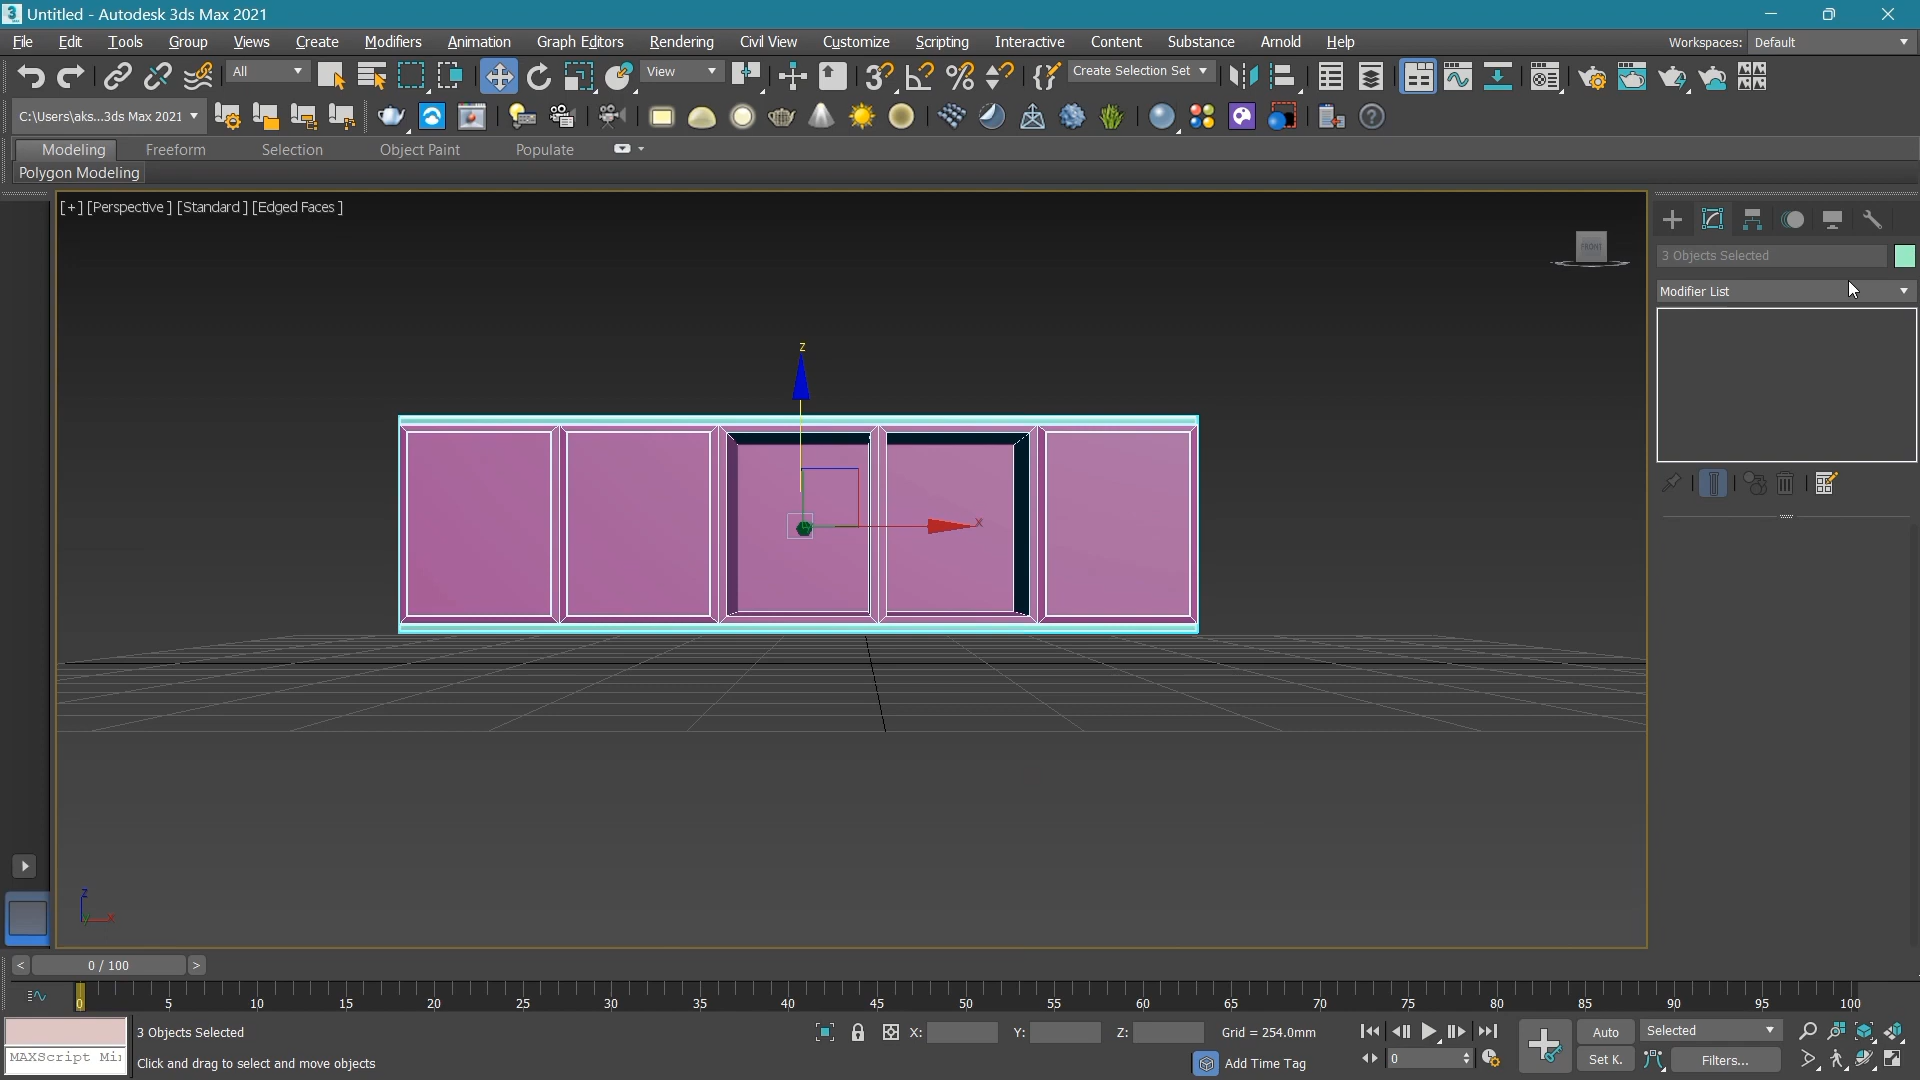 Untitled - Autodesk 3ds Max 2021
File Edit Tools Group Views Create Modifiers Animation Graph Editors Rendering Civil View Customize Scripting Interactive Content Substance Arnold Help Workspaces: Default
All View Create Selection Set
C:\Users\aks...3ds Max 2021
Modeling Freeform Selection Object Paint Populate
Polygon Modeling
[+] [Perspective ] [Standard ] [Edged Faces ]
FRONT
3 Objects Selected
Modifier List
z
x
z
x
< 0 / 100 >
0 5 10 15 20 25 30 35 40 45 50 55 60 65 70 75 80 85 90 95 100
3 Objects Selected X: Y: Z: Grid = 254.0mm Auto Selected
MAXScript Mi Click and drag to select and move objects Add Time Tag 0 Set K. Filters...